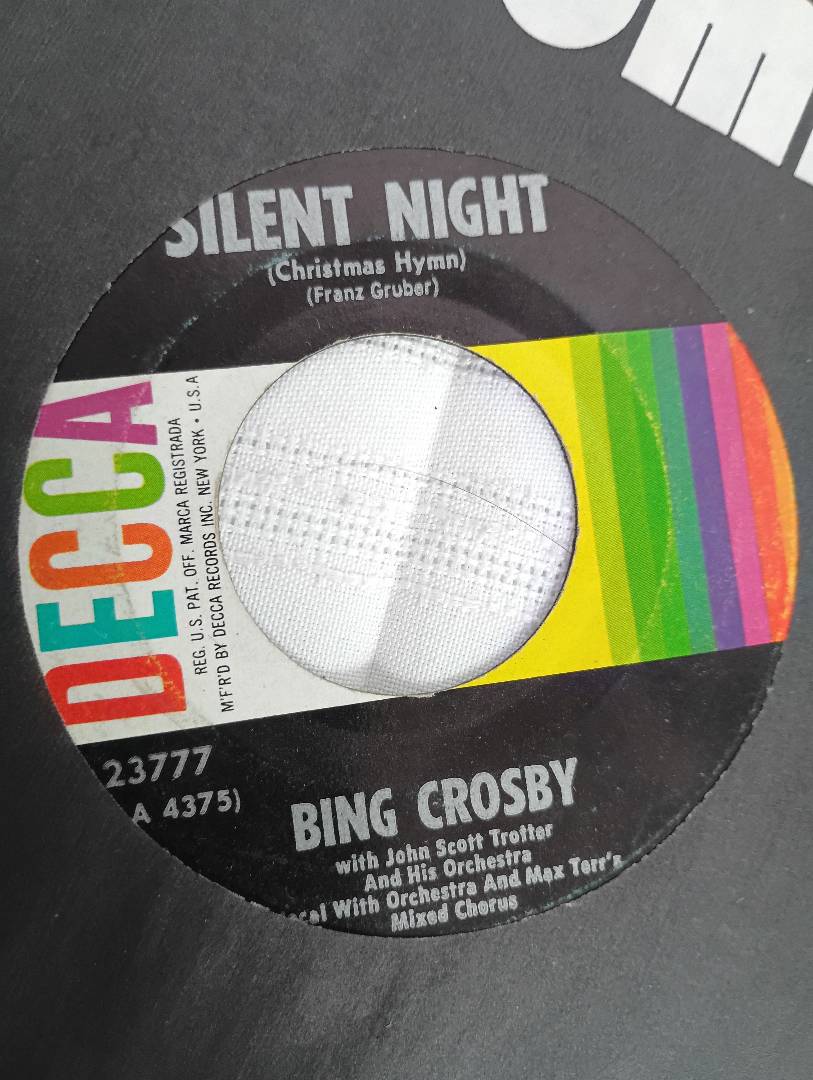 SILENT NIGHT
(Christmas Hymn)
(Franz Gruber)
DECCA
REG. U.S. PAT. OFF. MARCA REGISTRADA
M'F'R'D BY DECCA RECORDS INC. NEW YORK • U.S.A
23777
A 4375)
BING CROSBY
with John Scott Trotter
And His Orchestra
With Orchestra And Max Terr's
Mixed Chorus